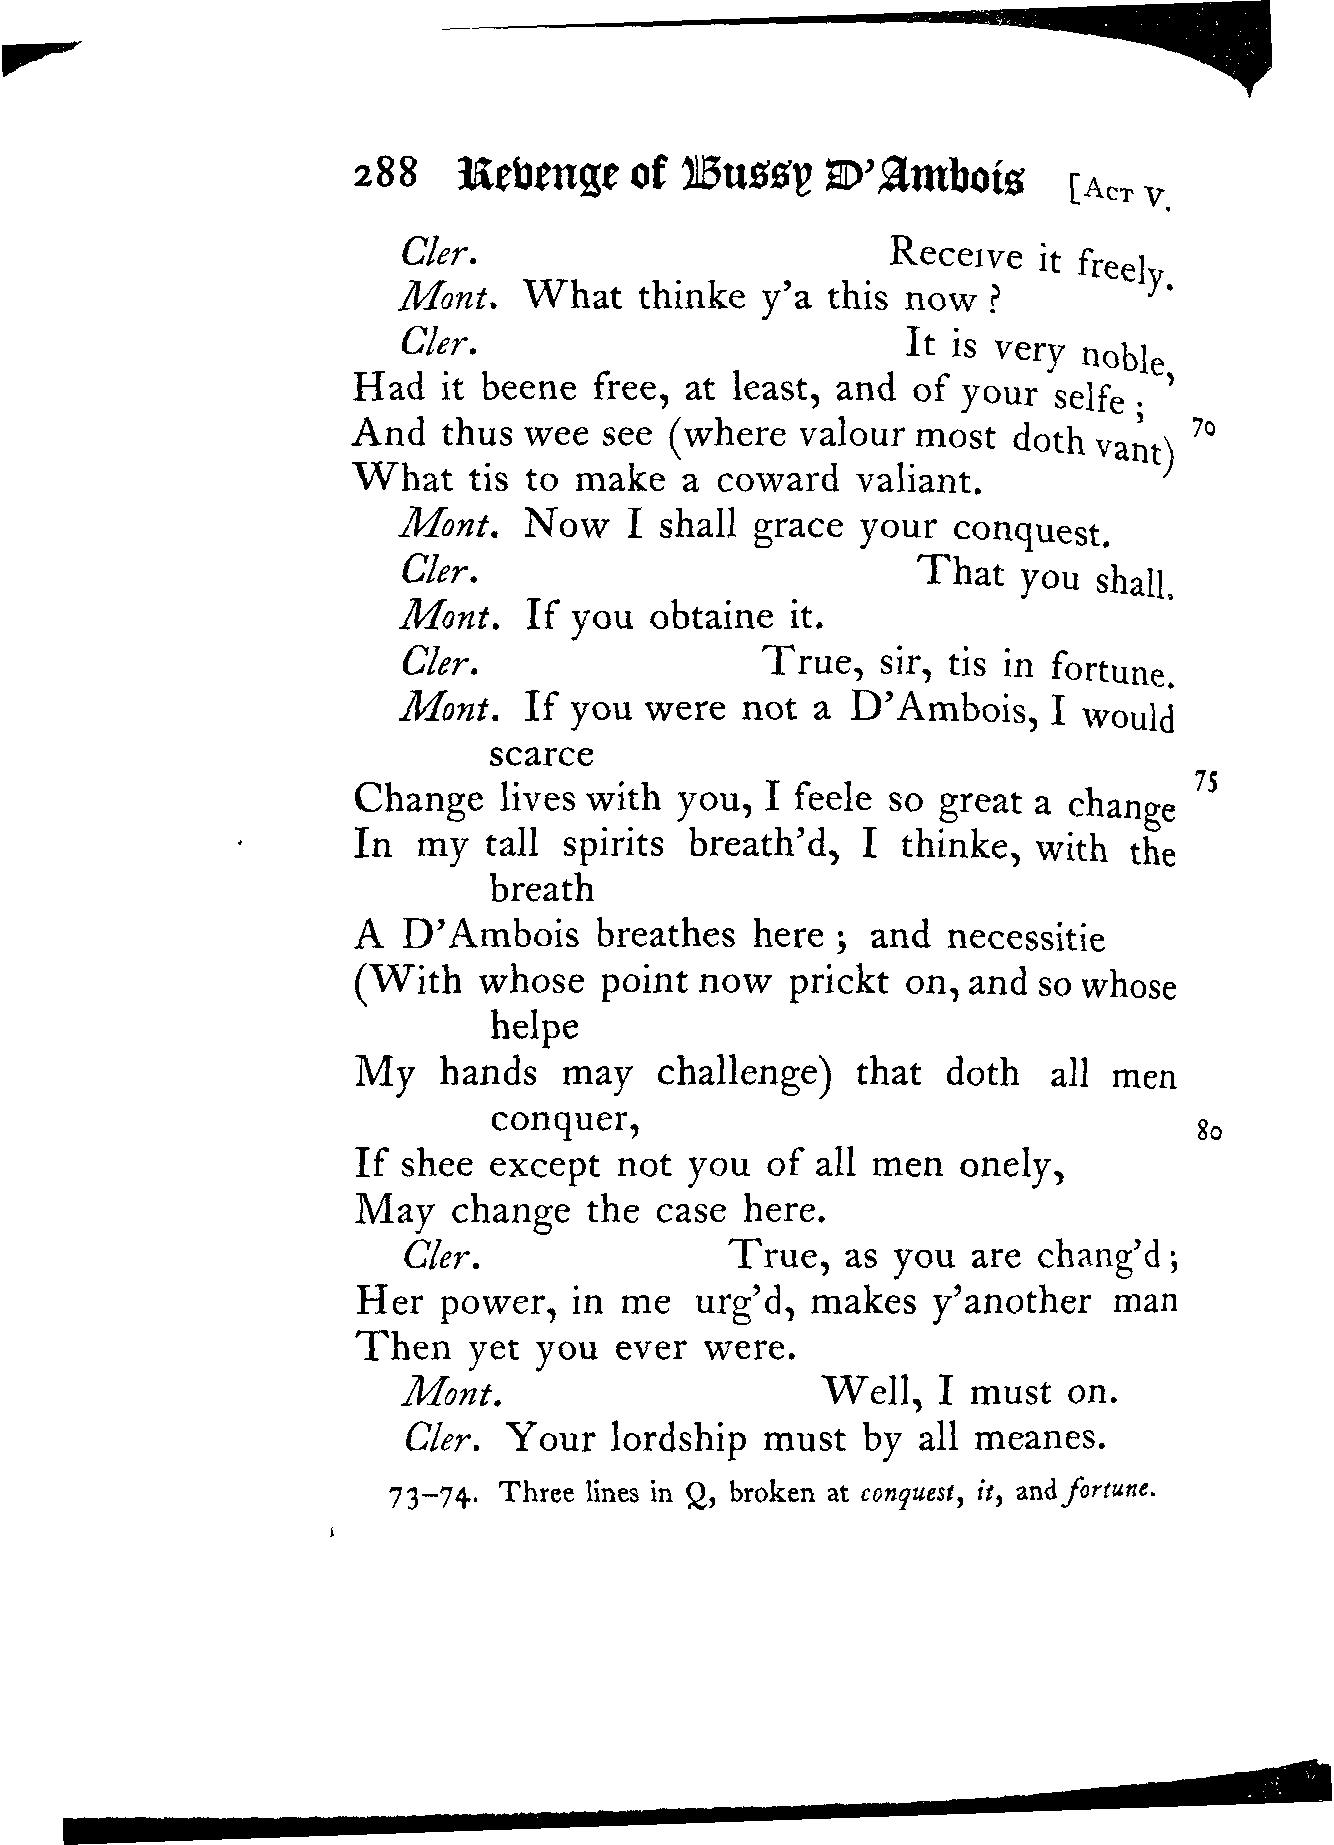 288 Revenge of Bussy D'Ambois [ACT V.
Cler. Receive it freely.
Mont. What thinke y'a this now ?
Cler. It is very noble,
Had it beene free, at least, and of your selfe ;
And thus wee see (where valour most doth vant) 70
What tis to make a coward valiant.
Mont. Now I shall grace your conquest.
Cler. That you shall.
Mont. If you obtaine it.
Cler. True, sir, tis in fortune.
Mont. If you were not a D'Ambois, I would
scarce 75
Change lives with you, I feele so great a change
In my tall spirits breath'd, I thinke, with the
breath
A D'Ambois breathes here ; and necessitie
(With whose point now prickt on, and so whose
helpe
My hands may challenge) that doth all men
conquer, 80
If shee except not you of all men onely,
May change the case here.
Cler. True, as you are chang'd ;
Her power, in me urg'd, makes y'another man
Then yet you ever were.
Mont. Well, I must on.
Cler. Your lordship must by all meanes.
73–74. Three lines in Q, broken at conquest, it, and fortune.